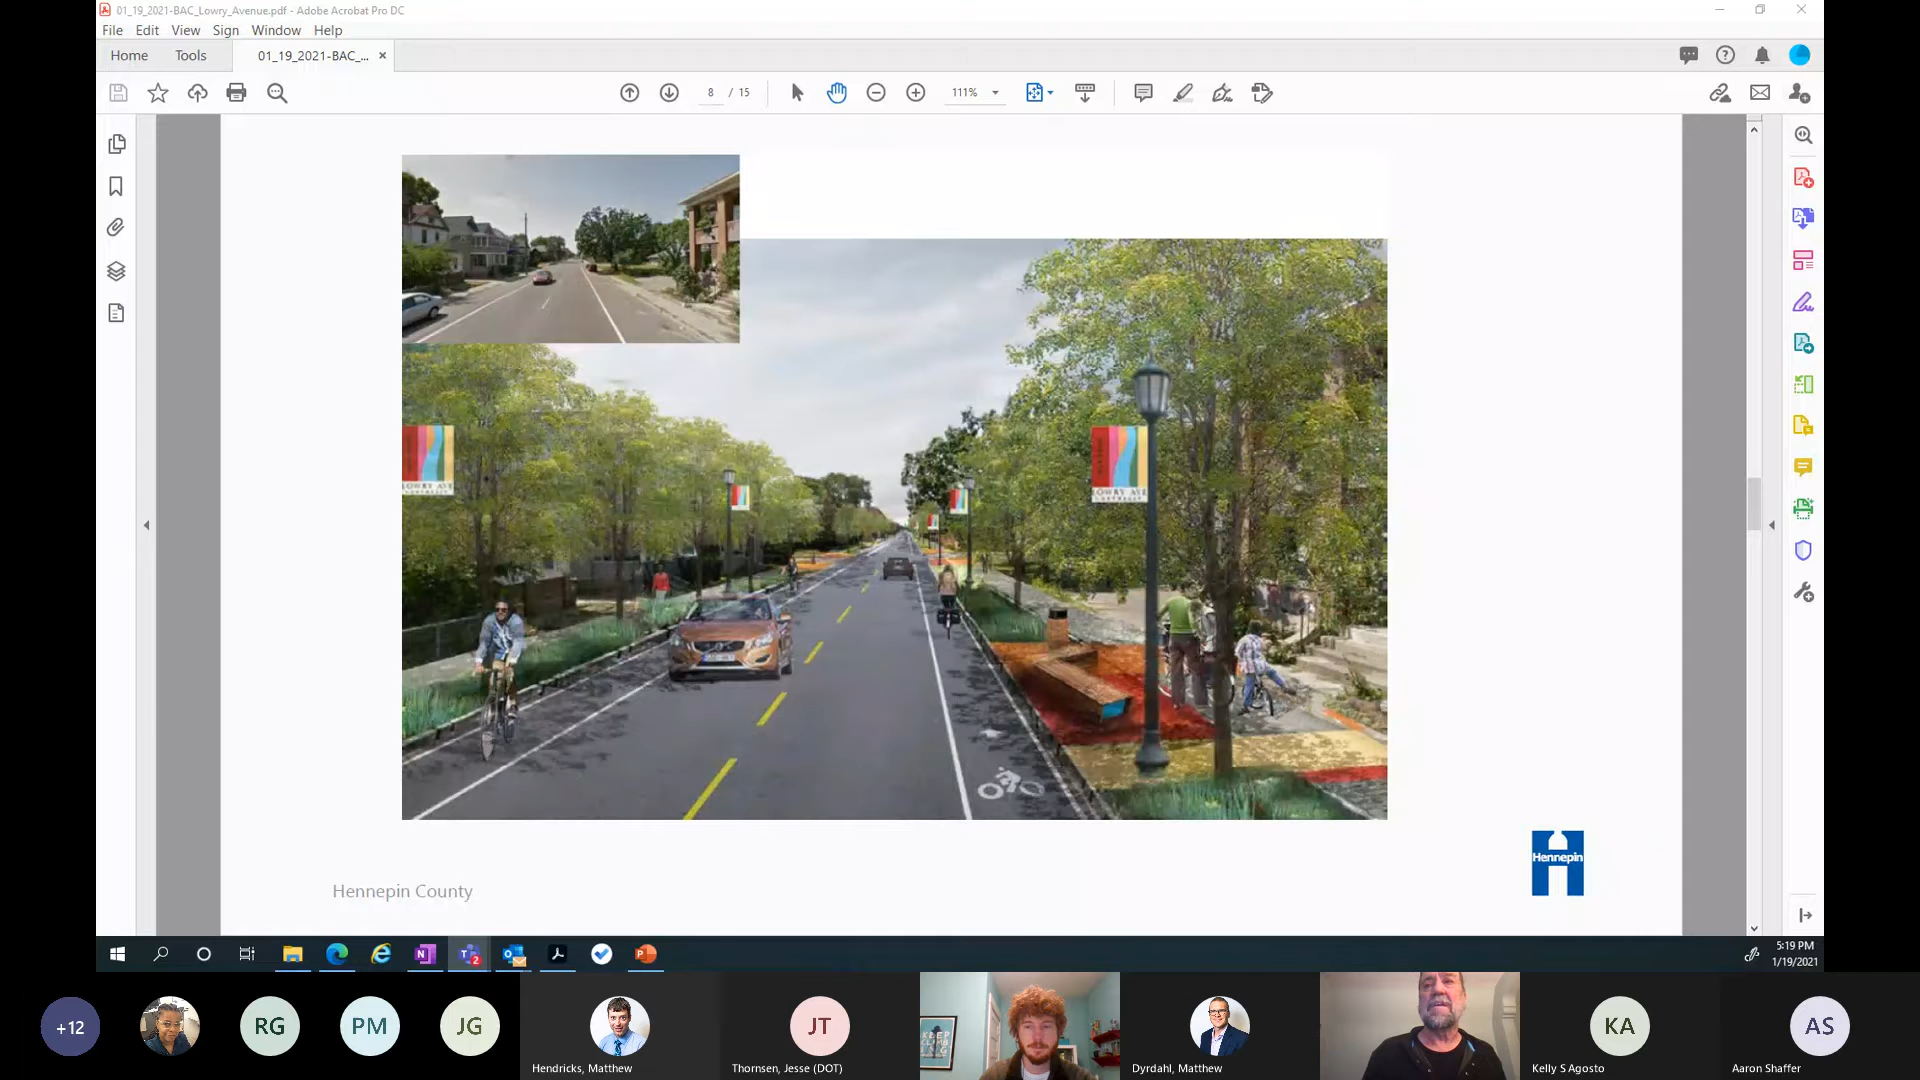 01_19_2021-BAC_Lowry_Avenue.pdf - Adobe Acrobat Pro DC
File Edit View Sign Window Help
Home Tools 01_19_2021-BAC_... ×
8 / 15 111%
LOWRY AVE
LOWRY AVE
Hennepin
Hennepin County
5:19 PM
1/19/2021
+12 RG PM JG JT KA AS
Hendricks, Matthew Thornsen, Jesse (DOT) Dyrdahl, Matthew Kelly S Agosto Aaron Shaffer